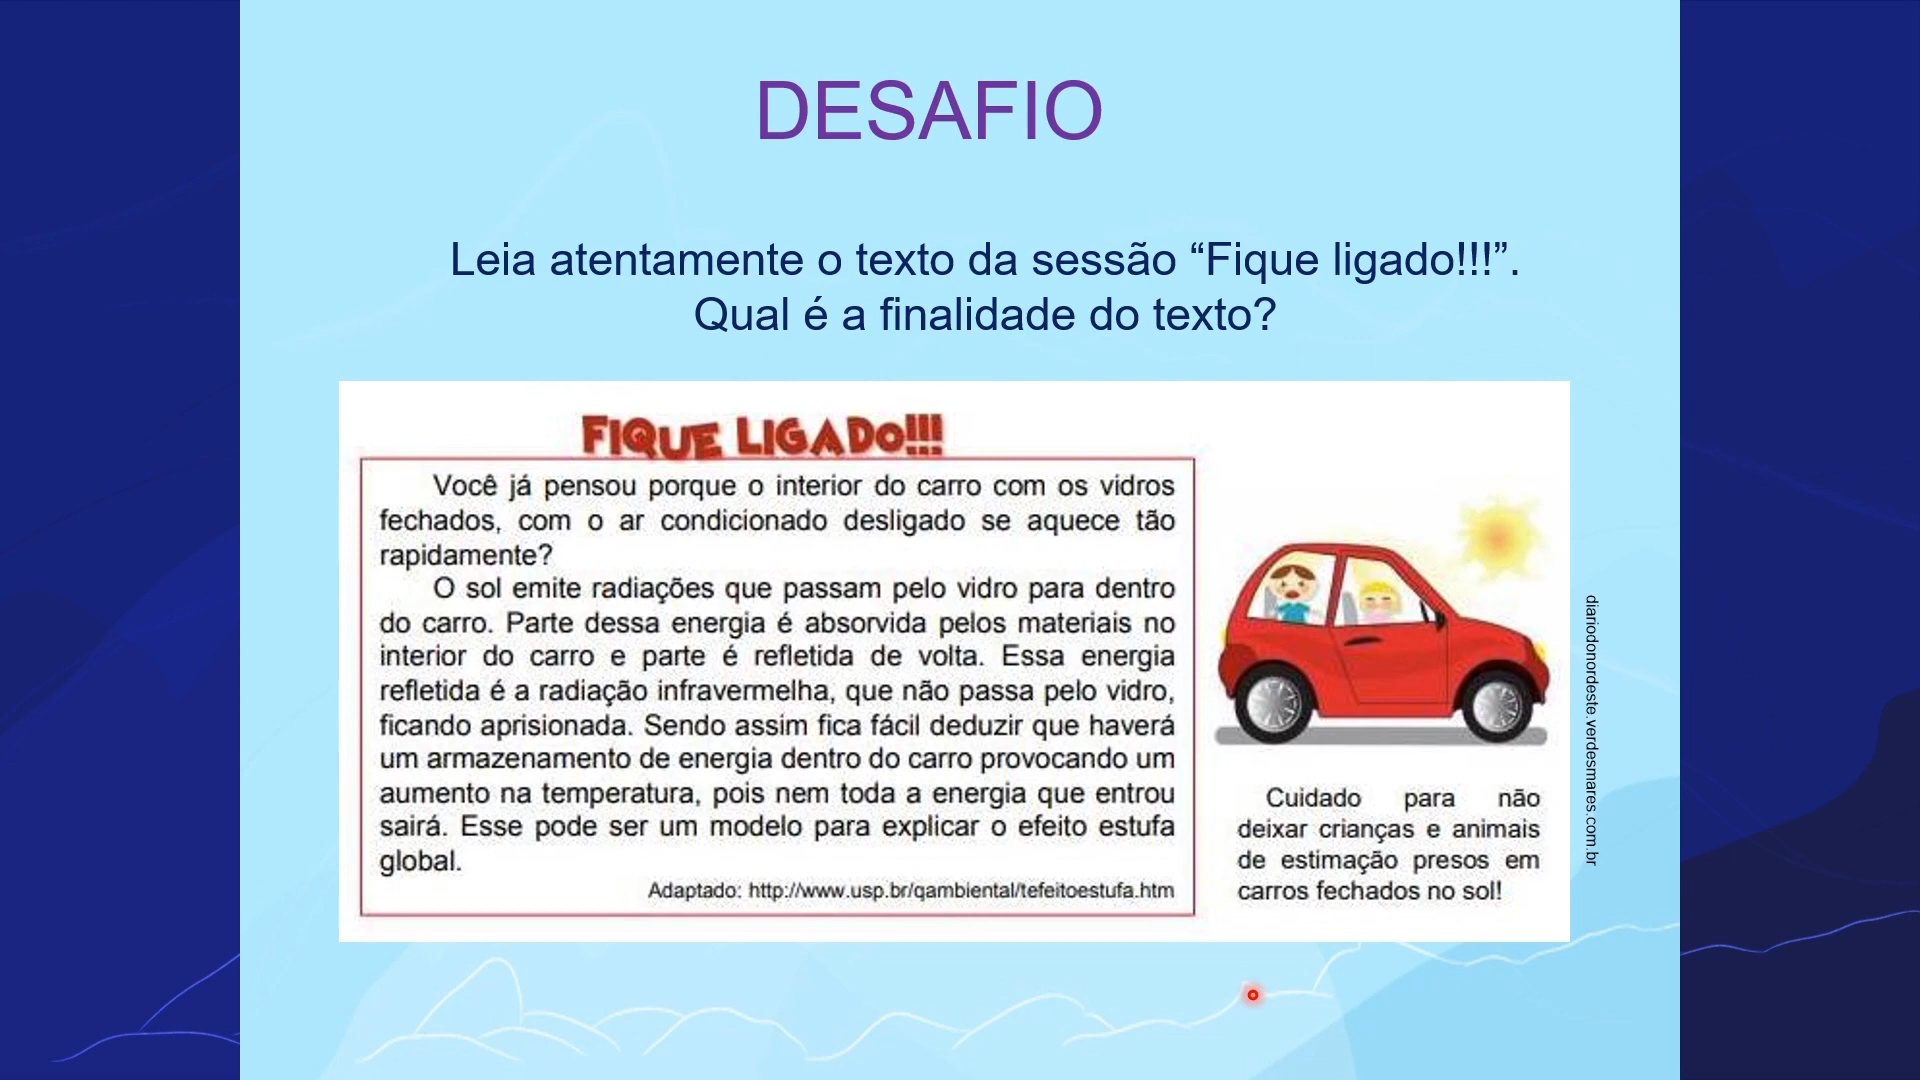 DESAFIO
Leia atentamente o texto da sessão “Fique ligado!!!”.
Qual é a finalidade do texto?
FIQUE LIGADO!!!
Você já pensou porque o interior do carro com os vidros
fechados, com o ar condicionado desligado se aquece tão
rapidamente?
O sol emite radiações que passam pelo vidro para dentro
do carro. Parte dessa energia é absorvida pelos materiais no
interior do carro e parte é refletida de volta. Essa energia
refletida é a radiação infravermelha, que não passa pelo vidro,
ficando aprisionada. Sendo assim fica fácil deduzir que haverá
um armazenamento de energia dentro do carro provocando um
aumento na temperatura, pois nem toda a energia que entrou
sairá. Esse pode ser um modelo para explicar o efeito estufa
global.
Adaptado: http://www.usp.br/qambiental/tefeitoestufa.htm
Cuidado para não
deixar crianças e animais
de estimação presos em
carros fechados no sol!
diariodonordeste.verdesmares.com.br